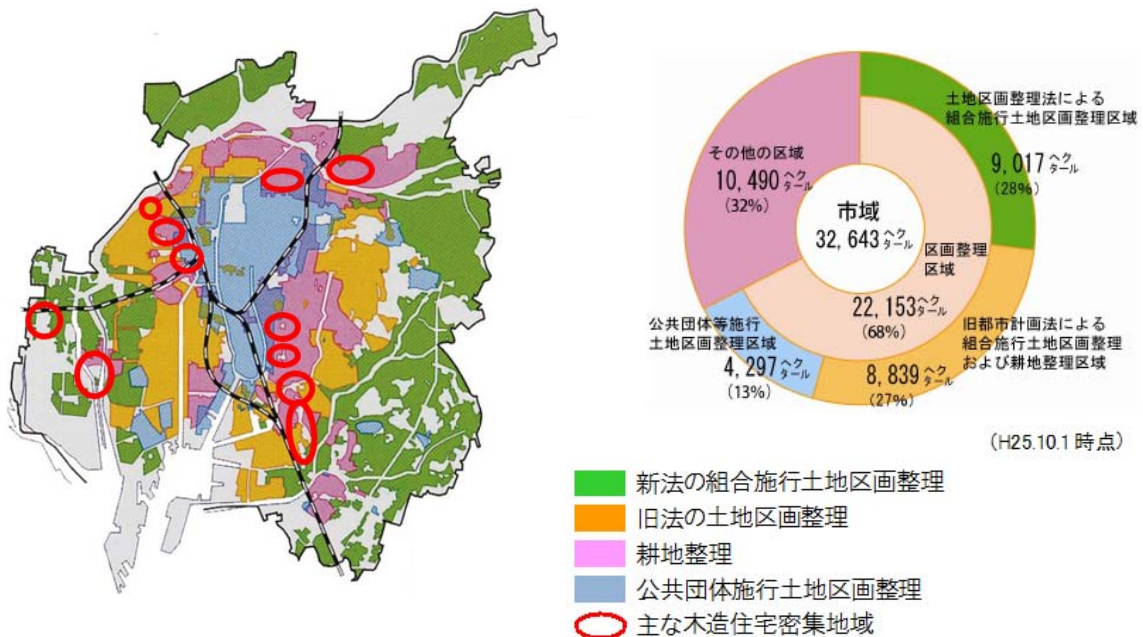 土地区画整理法による
組合施行土地区画整理区域
9,017ヘクタール
(28%)
その他の区域
10,490ヘクタール
(32%)
市域
32,643ヘクタール
区画整理
区域
22,153ヘクタール
(68%)
公共団体等施行
土地区画整理区域
4,297ヘクタール
(13%)
旧都市計画法による
組合施行土地区画整理
および耕地整理区域
8,839ヘクタール
(27%)
(H25.10.1時点)
新法の組合施行土地区画整理
旧法の土地区画整理
耕地整理
公共団体施行土地区画整理
主な木造住宅密集地域